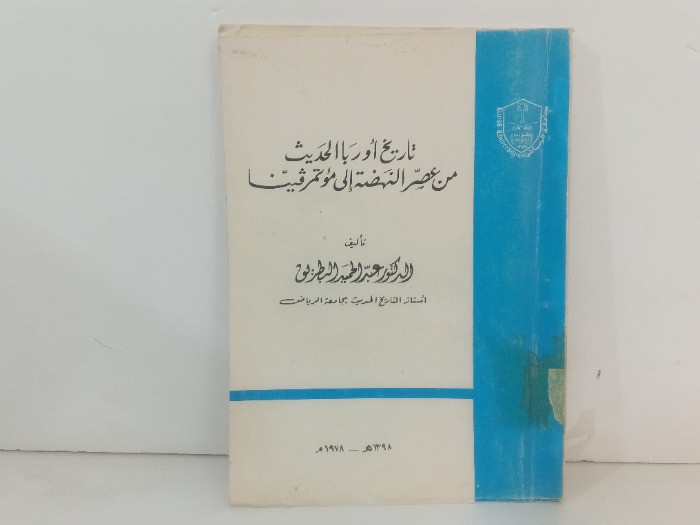 تاريخ أوربا الحديث
من عصر النهضة إلى مؤتمر ڤيينا
تأليف
الدكتور عبد الحميد البطريق
أستاذ التاريخ الحديث بجامعة الرياض
١٣٩٨هـ — ١٩٧٨م